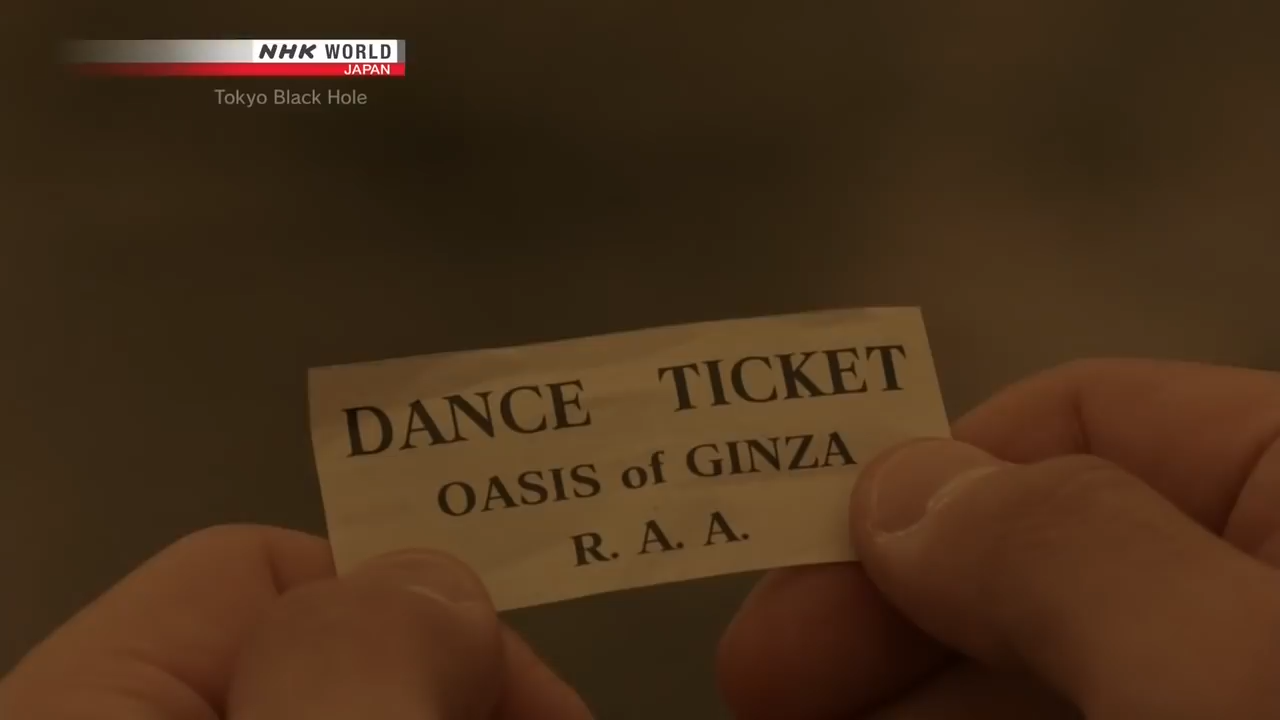 NHK WORLD
JAPAN
Tokyo Black Hole
DANCE TICKET
OASIS of GINZA
R. A. A.